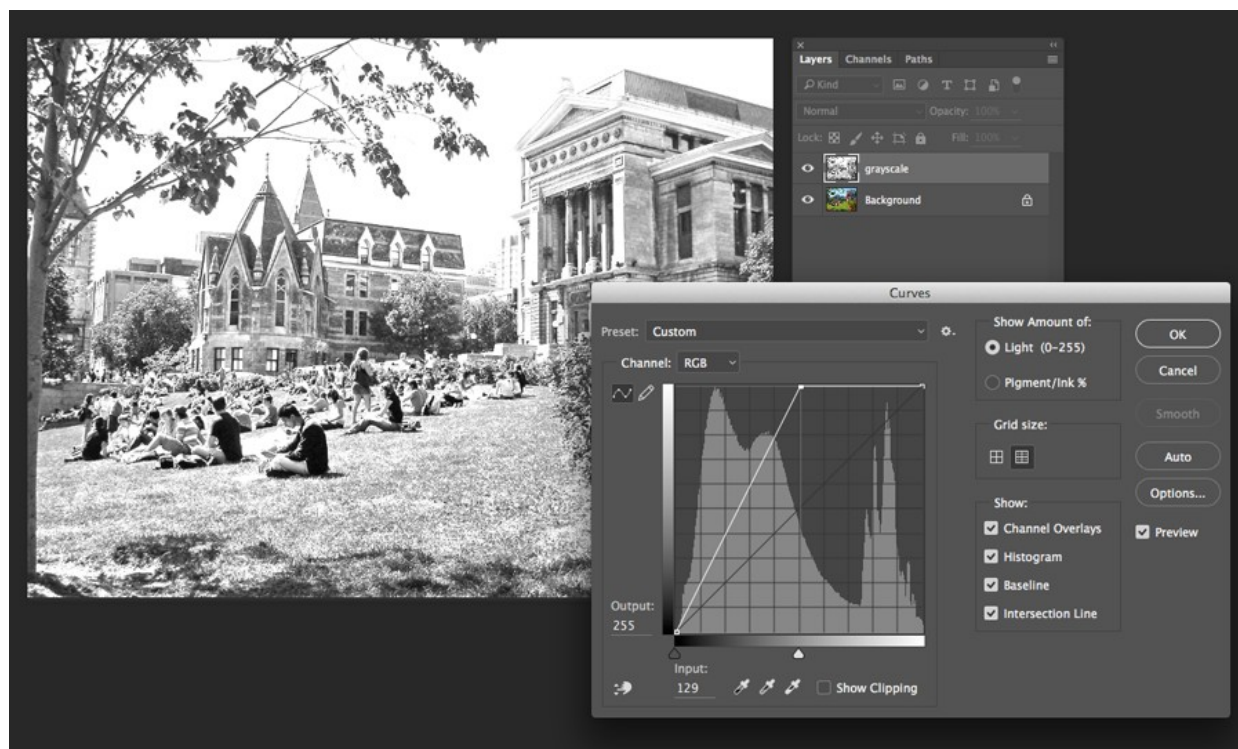 Layers Channels Paths
Kind
Normal Opacity: 100%
Lock: Fill: 100%
grayscale
Background
Curves
Preset: Custom
Channel: RGB
Output:
255
Input:
129
Show Clipping
Show Amount of:
Light (0-255)
Pigment/Ink %
Grid size:
Show:
Channel Overlays
Histogram
Baseline
Intersection Line
OK
Cancel
Smooth
Auto
Options...
Preview